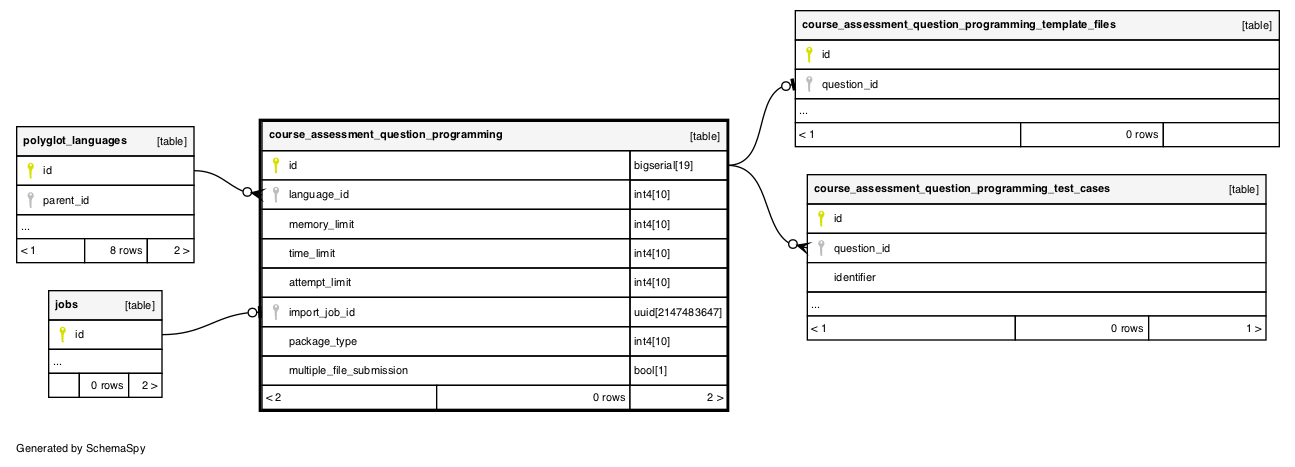 course_assessment_question_programming_template_files [table]
id
question_id
...
< 1 0 rows
polyglot_languages [table]
id
parent_id
...
< 1 8 rows 2 >
jobs [table]
id
...
0 rows 2 >
course_assessment_question_programming [table]
id bigserial[19]
language_id int4[10]
memory_limit int4[10]
time_limit int4[10]
attempt_limit int4[10]
import_job_id uuid[2147483647]
package_type int4[10]
multiple_file_submission bool[1]
< 2 0 rows 2 >
course_assessment_question_programming_test_cases [table]
id
question_id
identifier
...
< 1 0 rows 1 >
Generated by SchemaSpy